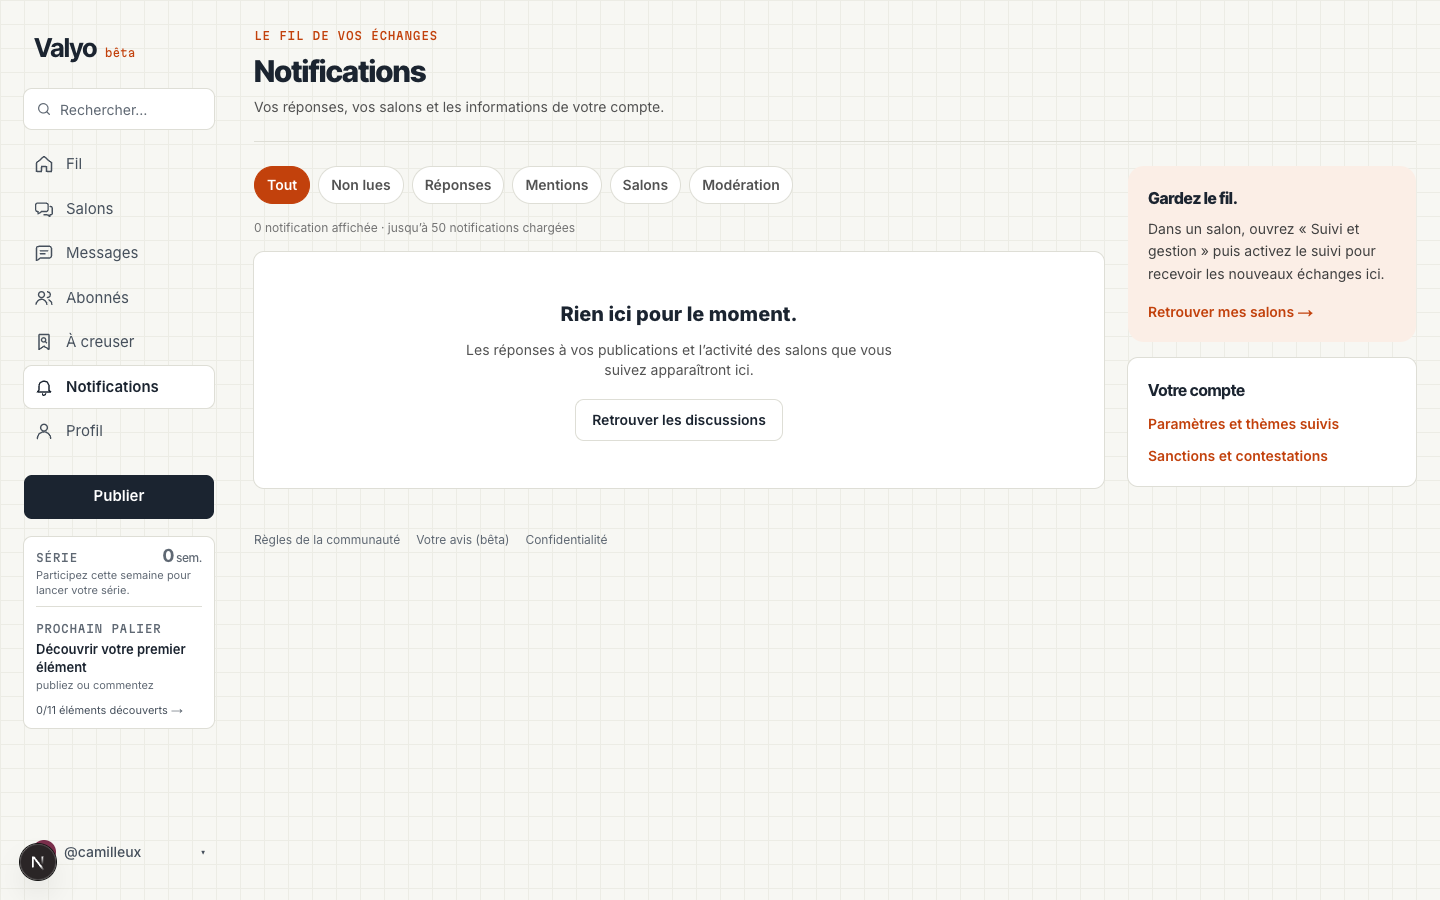 Valyo bêta
Rechercher...
Fil
Salons
Messages
Abonnés
À creuser
Notifications
Profil
Publier
SÉRIE 0 sem.
Participez cette semaine pour
lancer votre série.
PROCHAIN PALIER
Découvrir votre premier
élément
publiez ou commentez
0/11 éléments découverts →
N @camilleux
LE FIL DE VOS ÉCHANGES
Notifications
Vos réponses, vos salons et les informations de votre compte.
Tout Non lues Réponses Mentions Salons Modération
0 notification affichée · jusqu’à 50 notifications chargées
Rien ici pour le moment.
Les réponses à vos publications et l’activité des salons que vous
suivez apparaîtront ici.
Retrouver les discussions
Règles de la communauté Votre avis (bêta) Confidentialité
Gardez le fil.
Dans un salon, ouvrez « Suivi et
gestion » puis activez le suivi pour
recevoir les nouveaux échanges ici.
Retrouver mes salons →
Votre compte
Paramètres et thèmes suivis
Sanctions et contestations